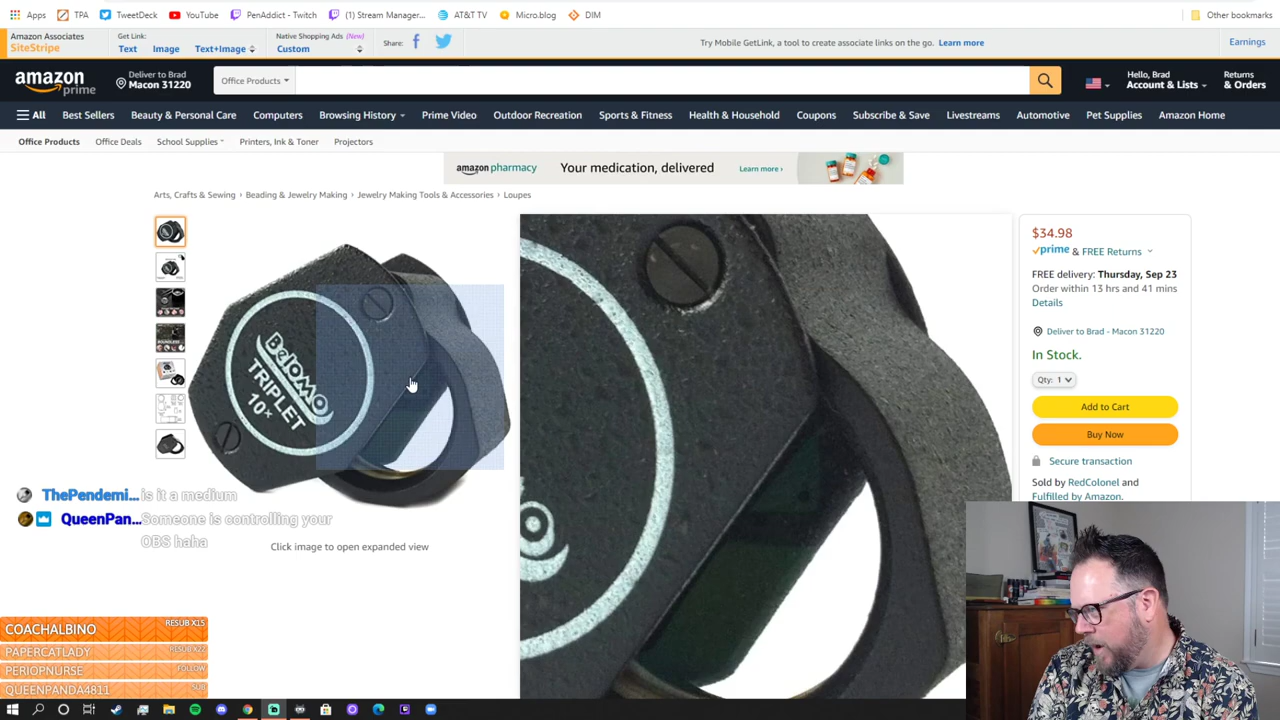 Apps TPA TweetDeck YouTube PenAddict - Twitch (1) Stream Manager... AT&T TV Micro.blog DIM Other bookmarks
Amazon Associates
SiteStripe
Get Link:
Text Image Text+Image
Native Shopping Ads (New)
Custom
Share:
Try Mobile GetLink, a tool to create associate links on the go. Learn more
Earnings
amazon
prime
Deliver to Brad
Macon 31220
Office Products
Hello, Brad
Account & Lists
Returns
& Orders
All Best Sellers Beauty & Personal Care Computers Browsing History Prime Video Outdoor Recreation Sports & Fitness Health & Household Coupons Subscribe & Save Livestreams Automotive Pet Supplies Amazon Home
Office Products Office Deals School Supplies Printers, Ink & Toner Projectors
amazon pharmacy Your medication, delivered Learn more ›
Arts, Crafts & Sewing › Beading & Jewelry Making › Jewelry Making Tools & Accessories › Loupes
BelOMO
TRIPLET
10×
Click image to open expanded view
$34.98
prime & FREE Returns
FREE delivery: Thursday, Sep 23
Order within 13 hrs and 41 mins
Details
Deliver to Brad - Macon 31220
In Stock.
Qty: 1
Add to Cart
Buy Now
Secure transaction
Sold by RedColonel and
Fulfilled by Amazon.
ThePendemi... is it a medium
QueenPan... Someone is controlling your
OBS haha
COACHALBINO RESUB X15
PAPERCATLADY RESUB X22
PERIOPNURSE FOLLOW
QUEENPANDA4811 SUB